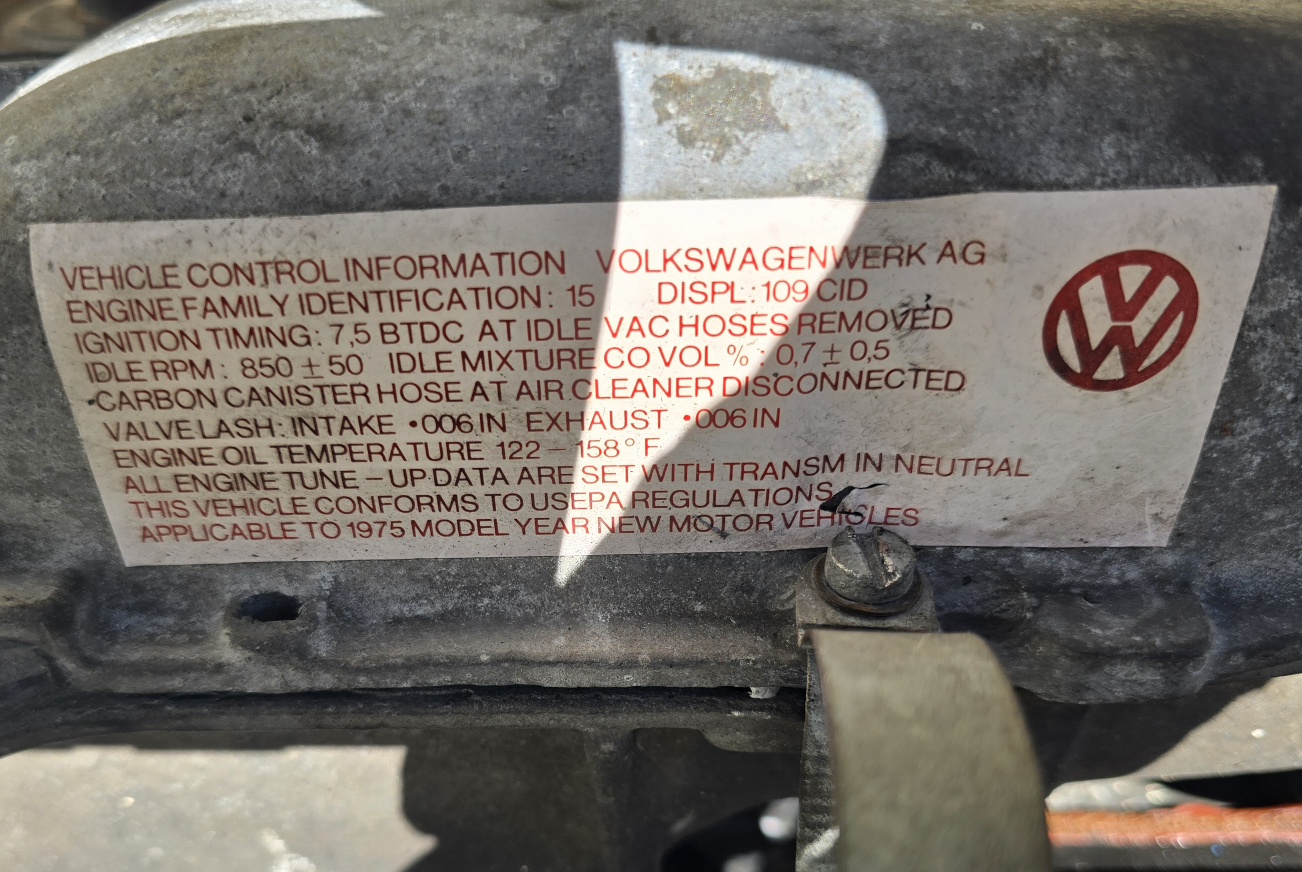 VEHICLE CONTROL INFORMATION VOLKSWAGENWERK AG
ENGINE FAMILY IDENTIFICATION: 15 DISPL: 109 CID
IGNITION TIMING: 7,5 BTDC AT IDLE VAC HOSES REMOVED
IDLE RPM: 850 ± 50 IDLE MIXTURE CO VOL % · 0,7 ± 0,5
CARBON CANISTER HOSE AT AIR CLEANER DISCONNECTED
VALVE LASH: INTAKE •006 IN EXHAUST •006 IN
ENGINE OIL TEMPERATURE 122 – 158° F
ALL ENGINE TUNE – UP DATA ARE SET WITH TRANSM IN NEUTRAL
THIS VEHICLE CONFORMS TO USEPA REGULATIONS
APPLICABLE TO 1975 MODEL YEAR NEW MOTOR VEHICLES
VW